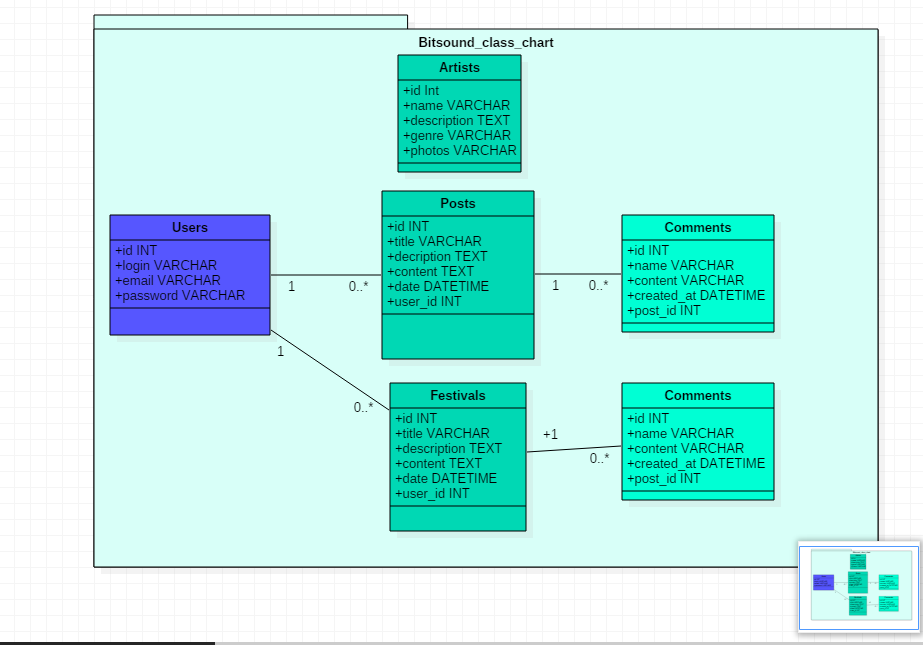 Bitsound_class_chart
Artists
+id Int
+name VARCHAR
+description TEXT
+genre VARCHAR
+photos VARCHAR
Users
+id INT
+login VARCHAR
+email VARCHAR
+password VARCHAR
1
0..*
Posts
+id INT
+title VARCHAR
+decription TEXT
+content TEXT
+date DATETIME
+user_id INT
1
0..*
Comments
+id INT
+name VARCHAR
+content VARCHAR
+created_at DATETIME
+post_id INT
1
0..*
Festivals
+id INT
+title VARCHAR
+description TEXT
+content TEXT
+date DATETIME
+user_id INT
+1
0..*
Comments
+id INT
+name VARCHAR
+content VARCHAR
+created_at DATETIME
+post_id INT